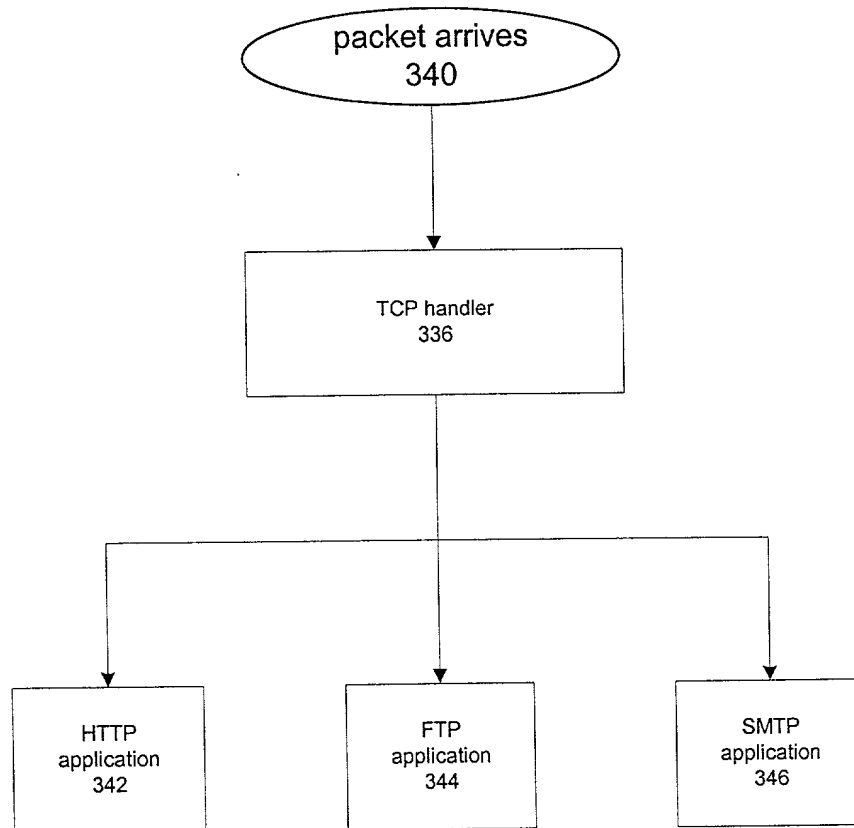 packet arrives
340
TCP handler
336
HTTP
application
342
FTP
application
344
SMTP
application
346